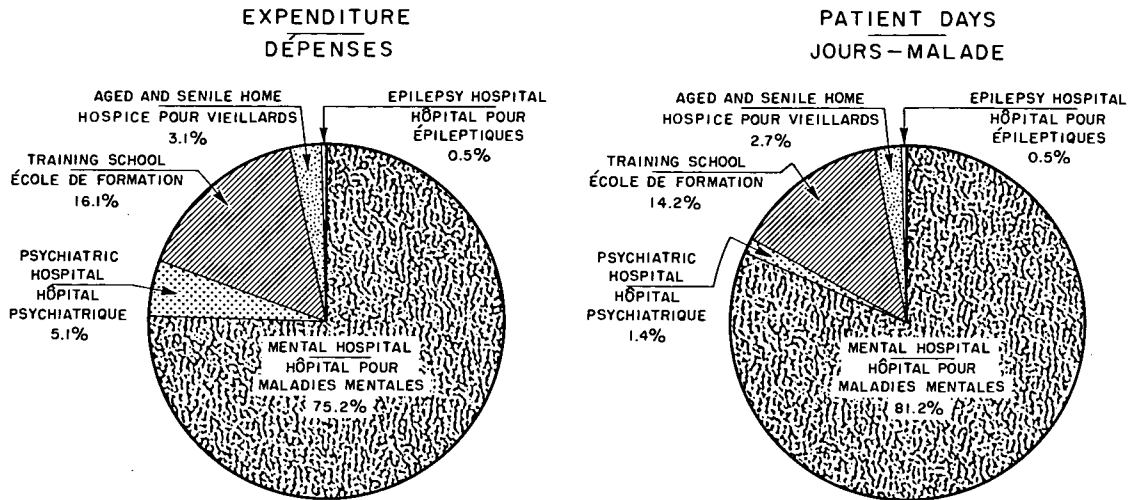 EXPENDITURE
DÉPENSES
AGED AND SENILE HOME
HOSPICE POUR VIEILLARDS
3.1%
EPILEPSY HOSPITAL
HÔPITAL POUR
ÉPILEPTIQUES
0.5%
TRAINING SCHOOL
ÉCOLE DE FORMATION
16.1%
PSYCHIATRIC
HOSPITAL
HÔPITAL
PSYCHIATRIQUE
5.1%
MENTAL HOSPITAL
HÔPITAL POUR
MALADIES MENTALES
75.2%
PATIENT DAYS
JOURS-MALADE
AGED AND SENILE HOME
HOSPICE POUR VIEILLARDS
2.7%
EPILEPSY HOSPITAL
HÔPITAL POUR
ÉPILEPTIQUES
0.5%
TRAINING SCHOOL
ÉCOLE DE FORMATION
14.2%
PSYCHIATRIC
HOSPITAL
HÔPITAL
PSYCHIATRIQUE
1.4%
MENTAL HOSPITAL
HÔPITAL POUR
MALADIES MENTALES
81.2%